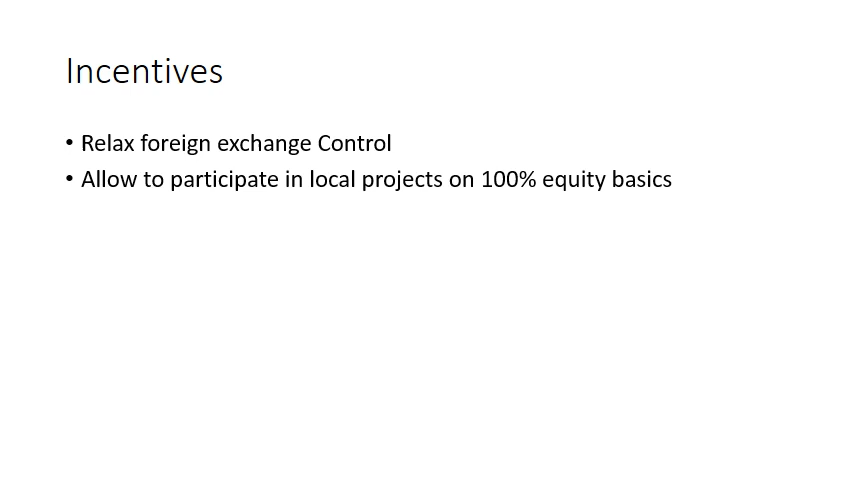 Incentives
• Relax foreign exchange Control
• Allow to participate in local projects on 100% equity basics